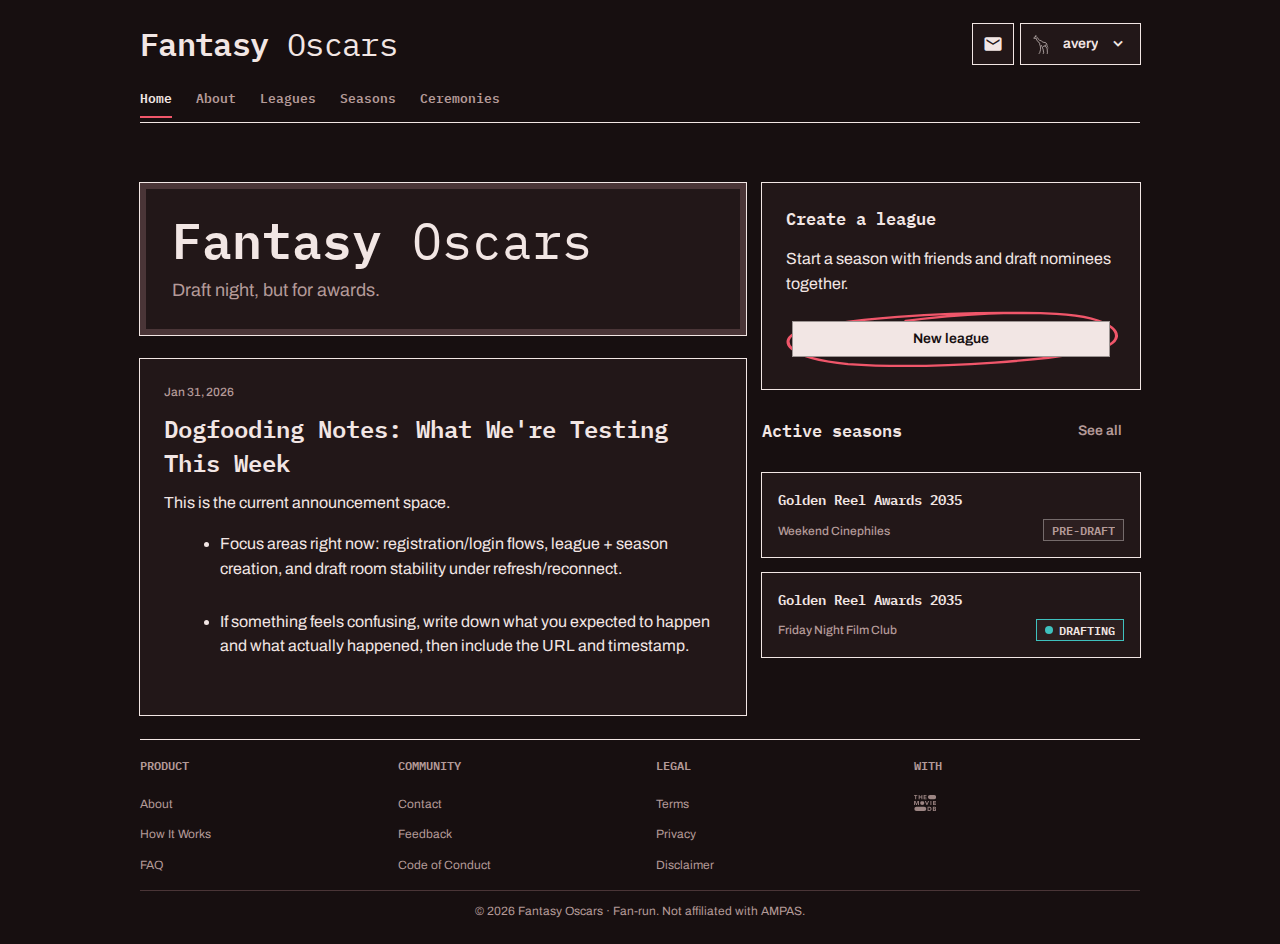 Fantasy Oscars
avery
Home About Leagues Seasons Ceremonies
Fantasy Oscars
Draft night, but for awards.
Jan 31, 2026
Dogfooding Notes: What We're Testing
This Week
This is the current announcement space.
• Focus areas right now: registration/login flows, league + season
creation, and draft room stability under refresh/reconnect.
• If something feels confusing, write down what you expected to happen
and what actually happened, then include the URL and timestamp.
Create a league
Start a season with friends and draft nominees
together.
New league
Active seasons
See all
Golden Reel Awards 2035
Weekend Cinephiles
PRE-DRAFT
Golden Reel Awards 2035
Friday Night Film Club
DRAFTING
PRODUCT
About
How It Works
FAQ
COMMUNITY
Contact
Feedback
Code of Conduct
LEGAL
Terms
Privacy
Disclaimer
WITH
THE
MOVIE
DB
© 2026 Fantasy Oscars · Fan-run. Not affiliated with AMPAS.